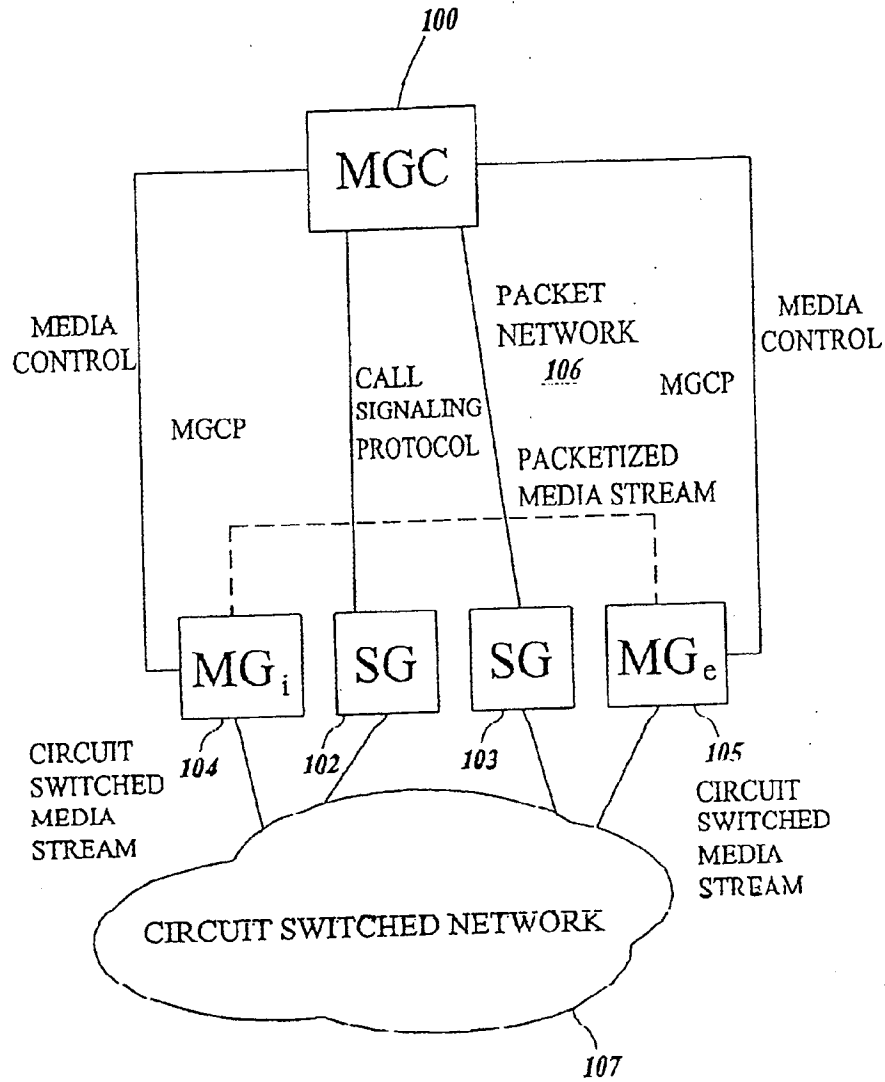 100
MGC
PACKET
NETWORK
106
MEDIA
CONTROL
MEDIA
CONTROL
MGCP
CALL
SIGNALING
PROTOCOL
MGCP
PACKETIZED
MEDIA STREAM
MGi
SG
SG
MGe
104
102
103
105
CIRCUIT
SWITCHED
MEDIA
STREAM
CIRCUIT
SWITCHED
MEDIA
STREAM
CIRCUIT SWITCHED NETWORK
107